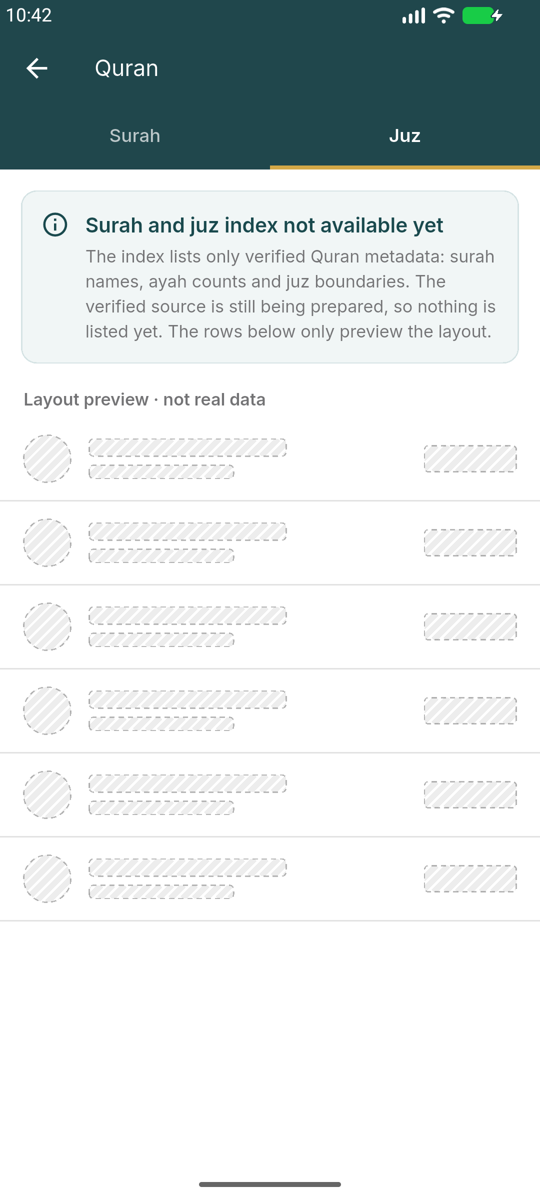 10:42
Quran
Surah
Juz
Surah and juz index not available yet
The index lists only verified Quran metadata: surah
names, ayah counts and juz boundaries. The
verified source is still being prepared, so nothing is
listed yet. The rows below only preview the layout.
Layout preview · not real data